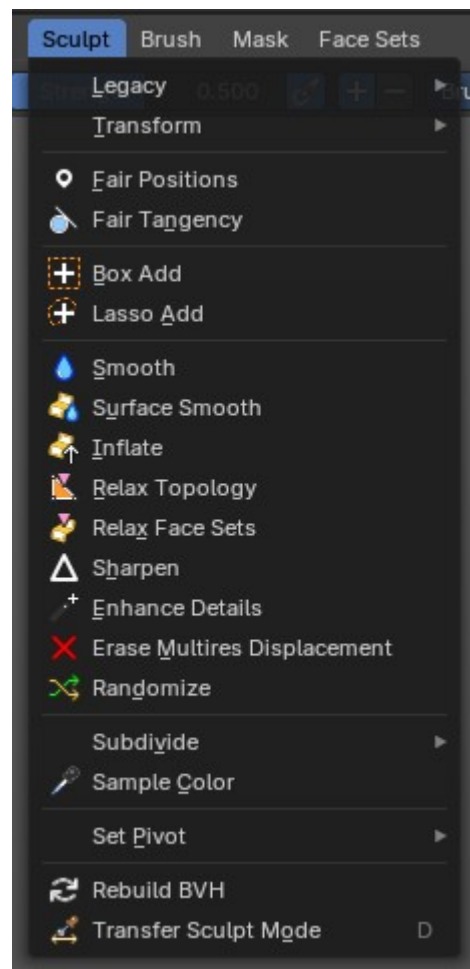 Sculpt Brush Mask Face Sets
Legacy
Transform
Fair Positions
Fair Tangency
Box Add
Lasso Add
Smooth
Surface Smooth
Inflate
Relax Topology
Relax Face Sets
Sharpen
Enhance Details
Erase Multires Displacement
Randomize
Subdivide
Sample Color
Set Pivot
Rebuild BVH
Transfer Sculpt Mode D